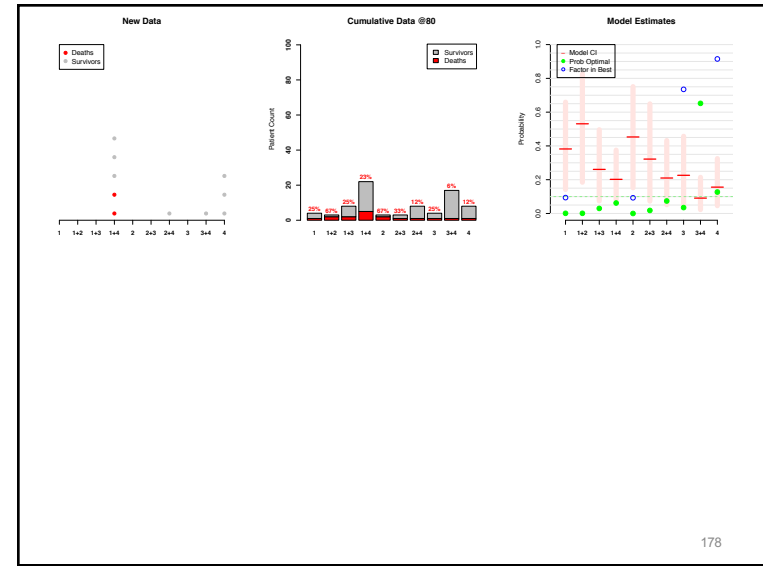 New Data
Deaths
Survivors
1 1+2 1+3 1+4 2 2+3 2+4 3 3+4 4
Cumulative Data @80
Survivors
Deaths
Patient Count
100
80
60
40
20
0
25% 67% 25% 23% 67% 33% 12% 25% 6% 12%
1 1+2 1+3 1+4 2 2+3 2+4 3 3+4 4
Model Estimates
Model CI
Prob Optimal
Factor in Best
Probability
1.0
0.8
0.6
0.4
0.2
0.0
1 1+2 1+3 1+4 2 2+3 2+4 3 3+4 4
178